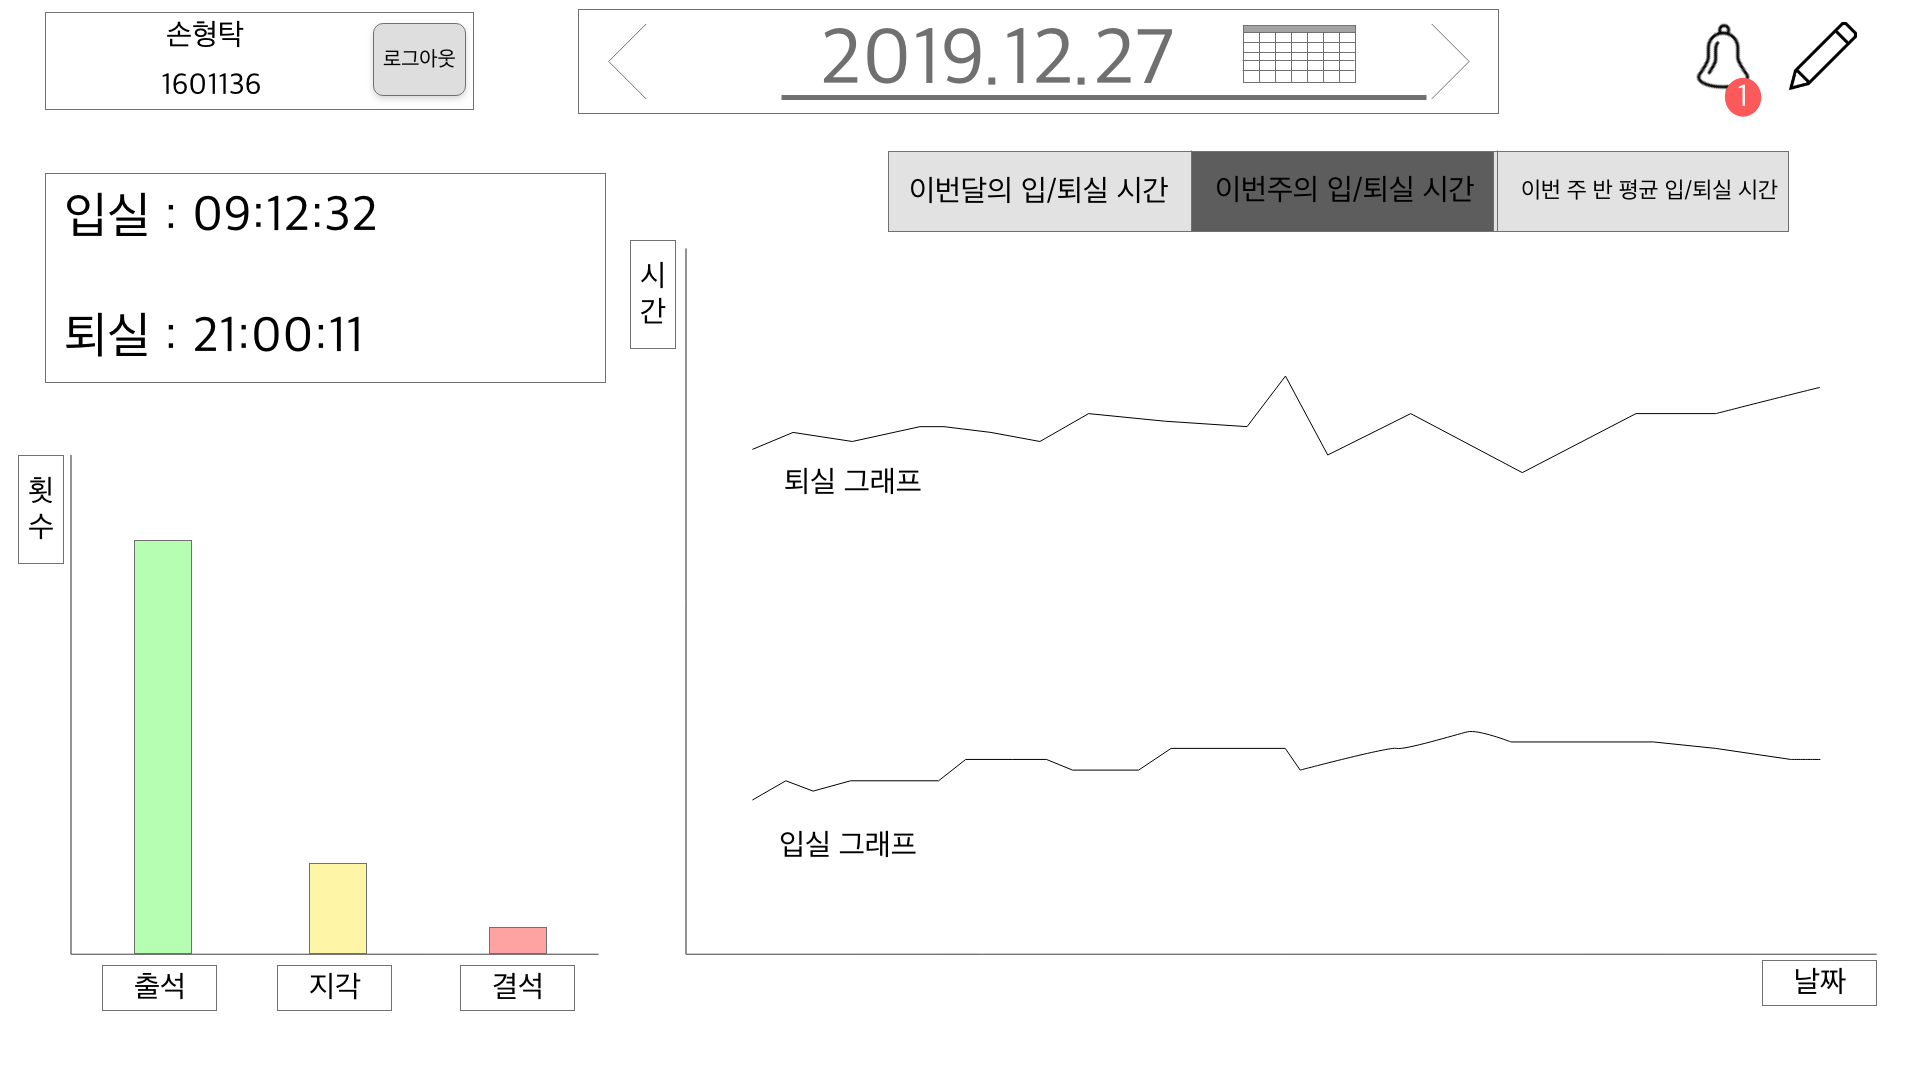 손형탁
1601136
로그아웃
2019.12.27
1
이번달의 입/퇴실 시간
이번주의 입/퇴실 시간
이번 주 반 평균 입/퇴실 시간
입실 : 09:12:32
퇴실 : 21:00:11
시
간
퇴실 그래프
입실 그래프
날짜
횟
수
출석
지각
결석